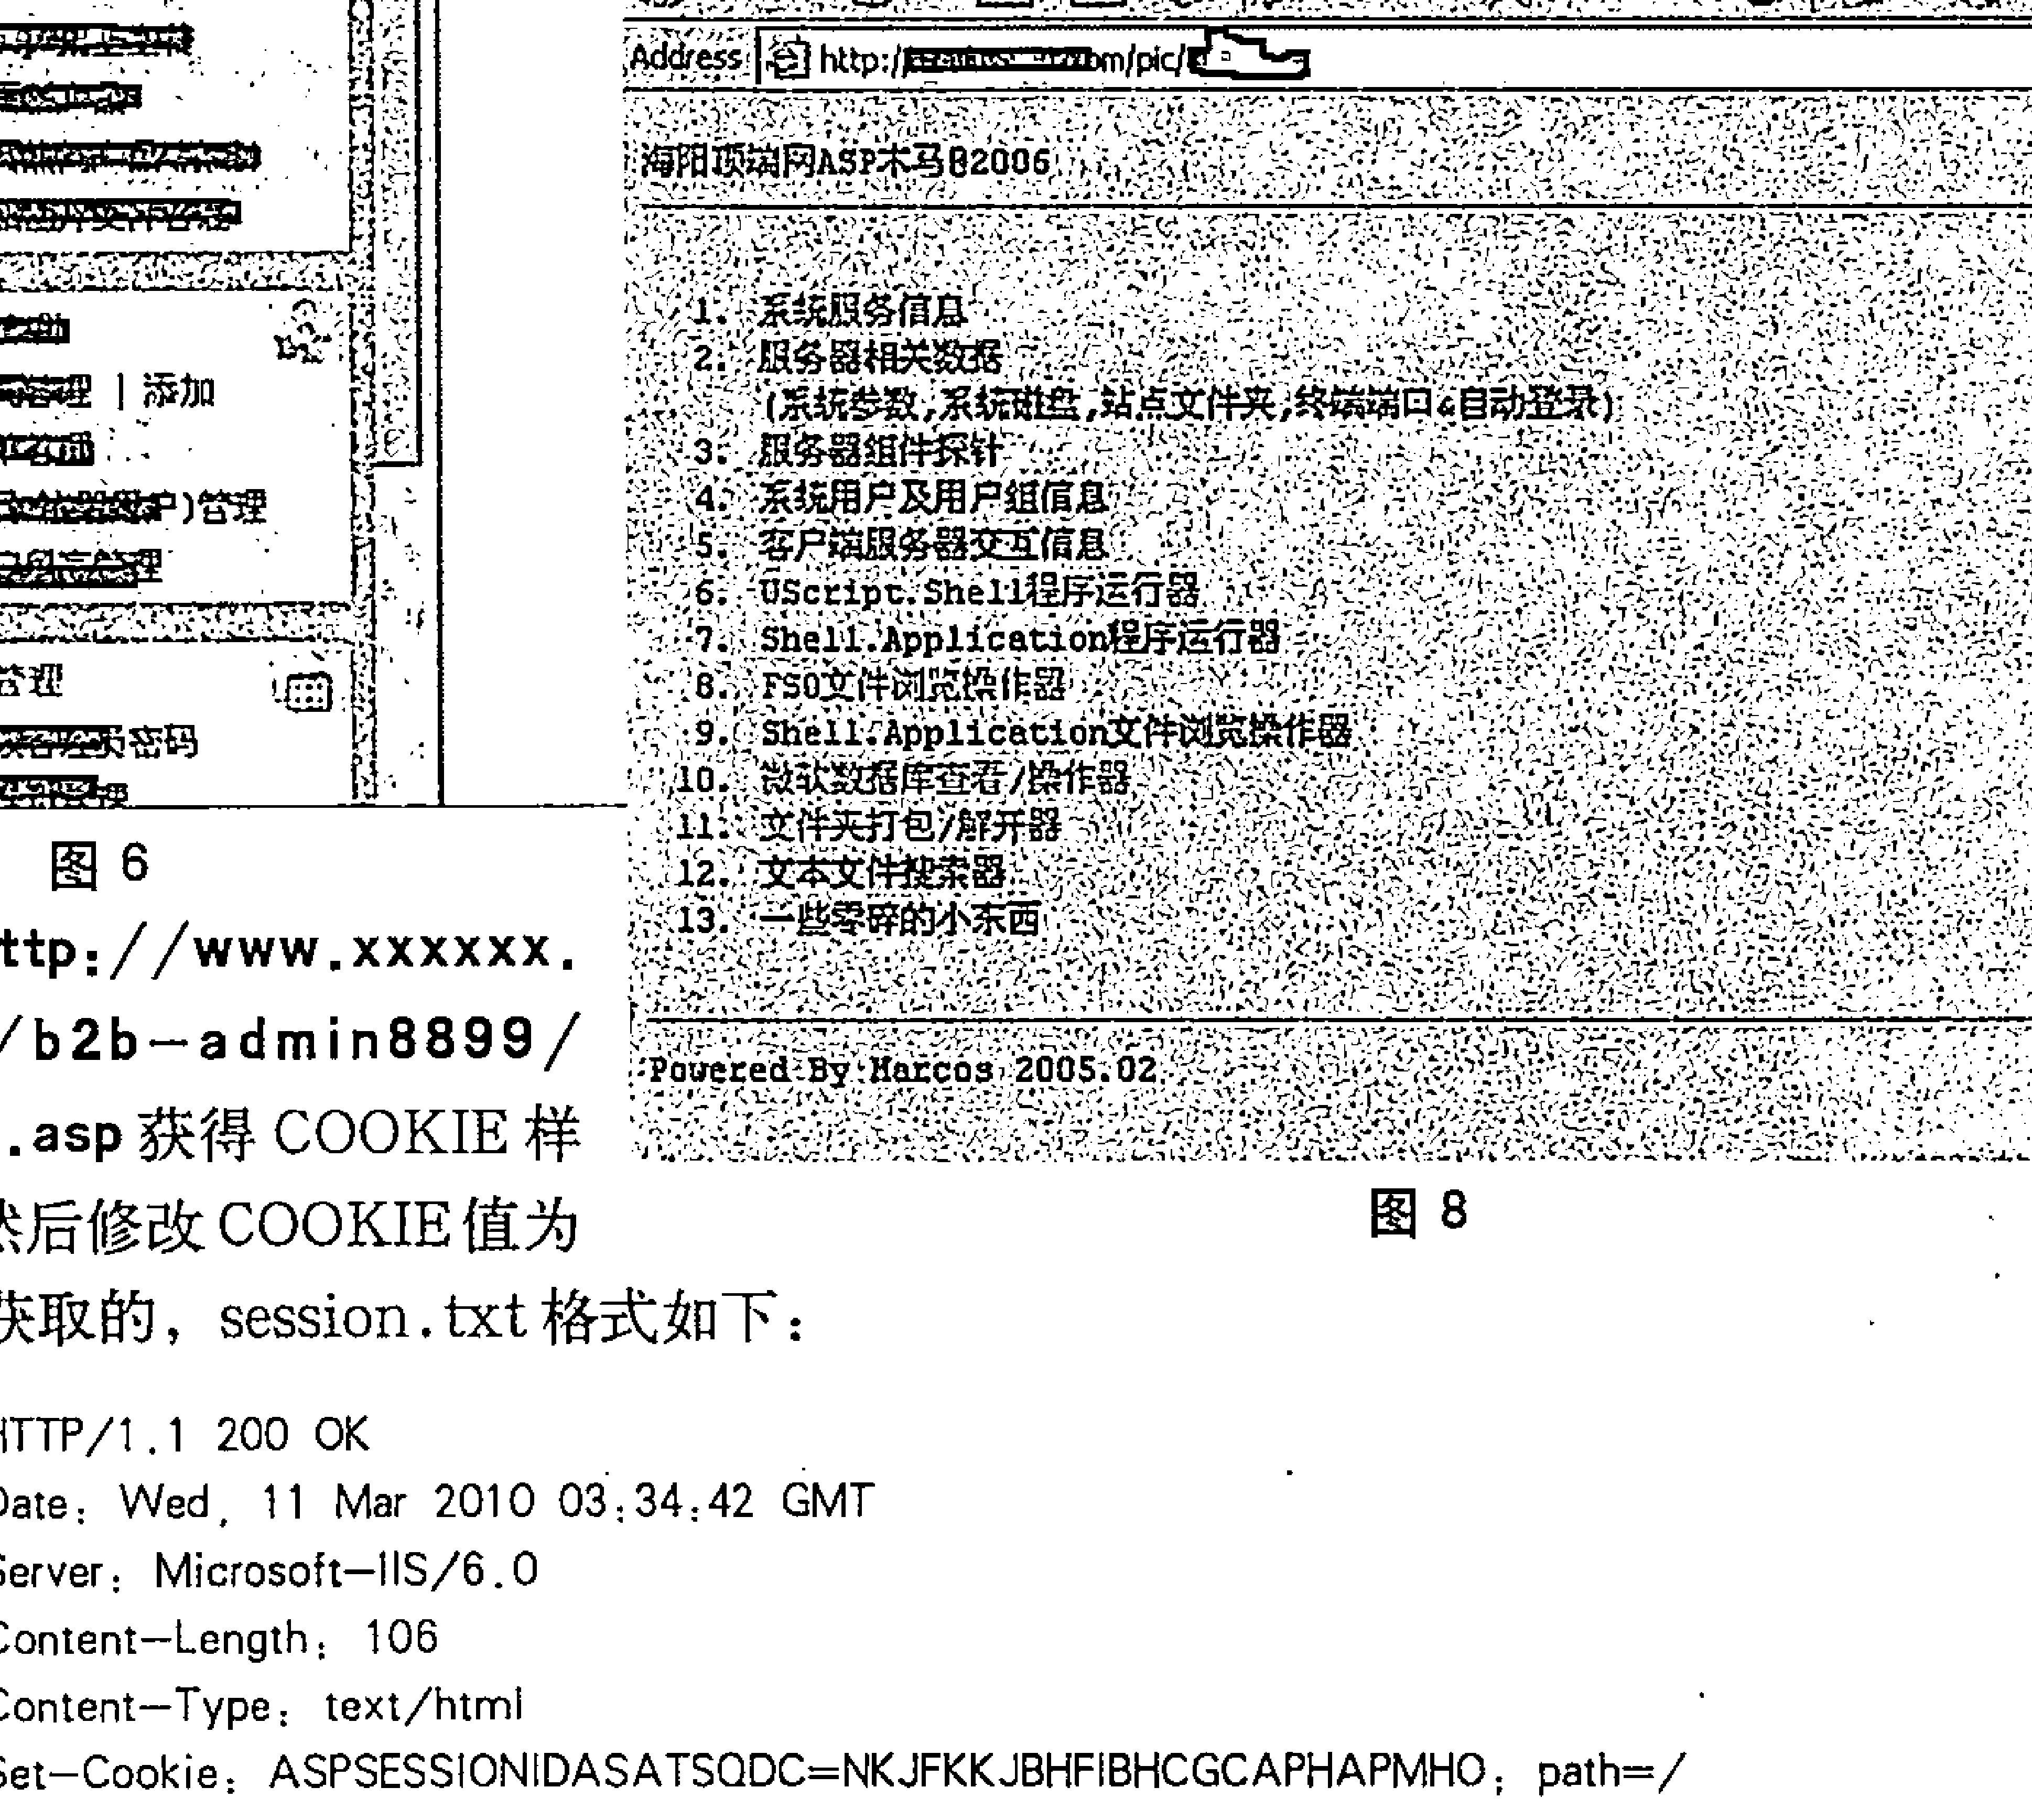 添加
)管理
管理
密码
图 6
ttp://www.xxxxxx.
/b2b-admin8899/
.asp 获得 COOKIE 样
然后修改 COOKIE 值为
获取的，session.txt 格式如下：
HTTP/1.1 200 OK
Date: Wed, 11 Mar 2010 03:34:42 GMT
Server: Microsoft-IIS/6.0
Content-Length: 106
Content-Type: text/html
Set-Cookie: ASPSESSIONIDASATSQDC=NKJFKKJBHFIBHCGCAPHAPMHO; path=/
Address http:/ om/pic/
海阳顶端网ASP木马@2006
1. 系统服务信息
2. 服务器相关数据
(系统参数,系统磁盘,站点文件夹,终端端口&自动登录)
3. 服务器组件探针
4. 系统用户及用户组信息
5. 客户端服务器交互信息
6. WScript.Shell程序运行器
7. Shell.Application程序运行器
8. FSO文件浏览操作器
9. Shell.Application文件浏览操作器
10. 微软数据库查看/操作器
11. 文件夹打包/解开器
12. 文本文件搜索器
13. 一些零碎的小东西
Powered By Marcos 2005.02
图 8